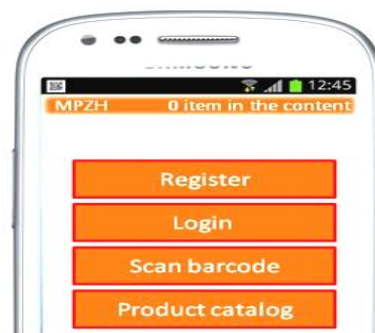 12:45
MPZH 0 item in the content
Register
Login
Scan barcode
Product catalog